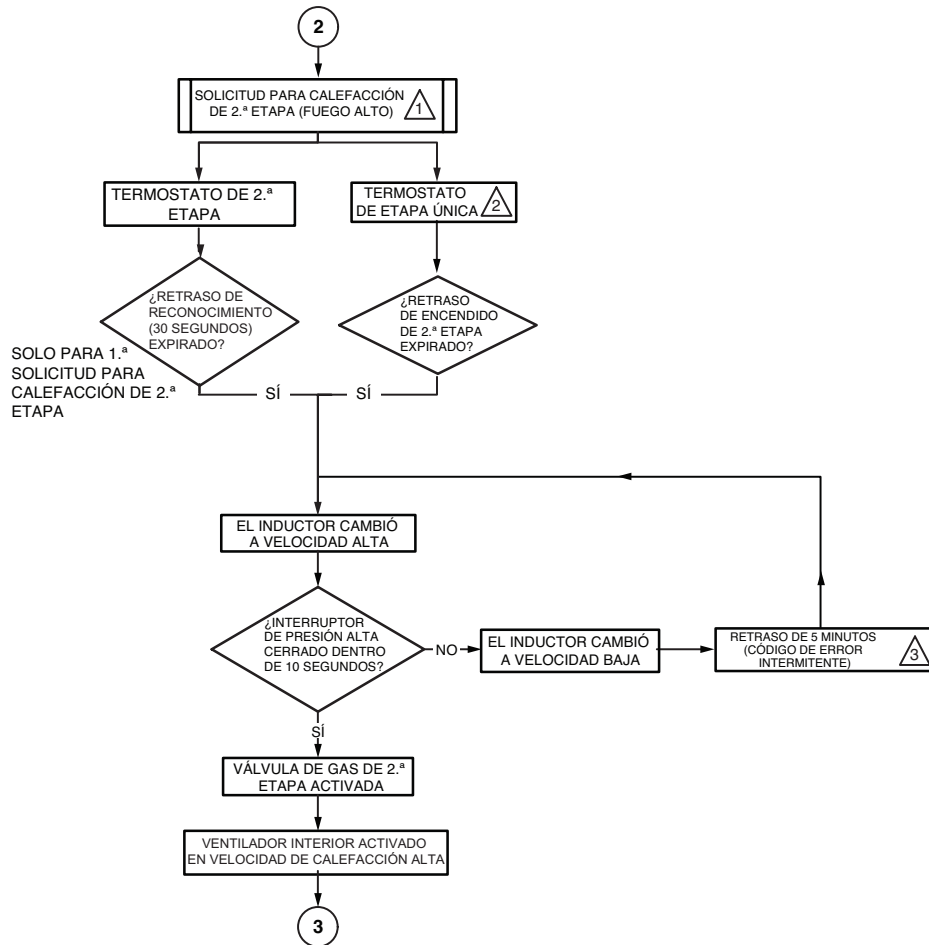 2
SOLICITUD PARA CALEFACCIÓN
DE 2.ª ETAPA (FUEGO ALTO)
1
TERMOSTATO DE 2.ª
ETAPA
TERMOSTATO
DE ETAPA ÚNICA
2
¿RETRASO DE
RECONOCIMIENTO
(30 SEGUNDOS)
EXPIRADO?
¿RETRASO
DE ENCENDIDO
DE 2.ª ETAPA
EXPIRADO?
SOLO PARA 1.ª
SOLICITUD PARA
CALEFACCIÓN DE 2.ª
ETAPA
SÍ
SÍ
EL INDUCTOR CAMBIÓ
A VELOCIDAD ALTA
¿INTERRUPTOR
DE PRESIÓN ALTA
CERRADO DENTRO
DE 10 SEGUNDOS?
NO
EL INDUCTOR CAMBIÓ
A VELOCIDAD BAJA
RETRASO DE 5 MINUTOS
(CÓDIGO DE ERROR
INTERMITENTE)
3
SÍ
VÁLVULA DE GAS DE 2.ª
ETAPA ACTIVADA
VENTILADOR INTERIOR ACTIVADO
EN VELOCIDAD DE CALEFACCIÓN ALTA
3